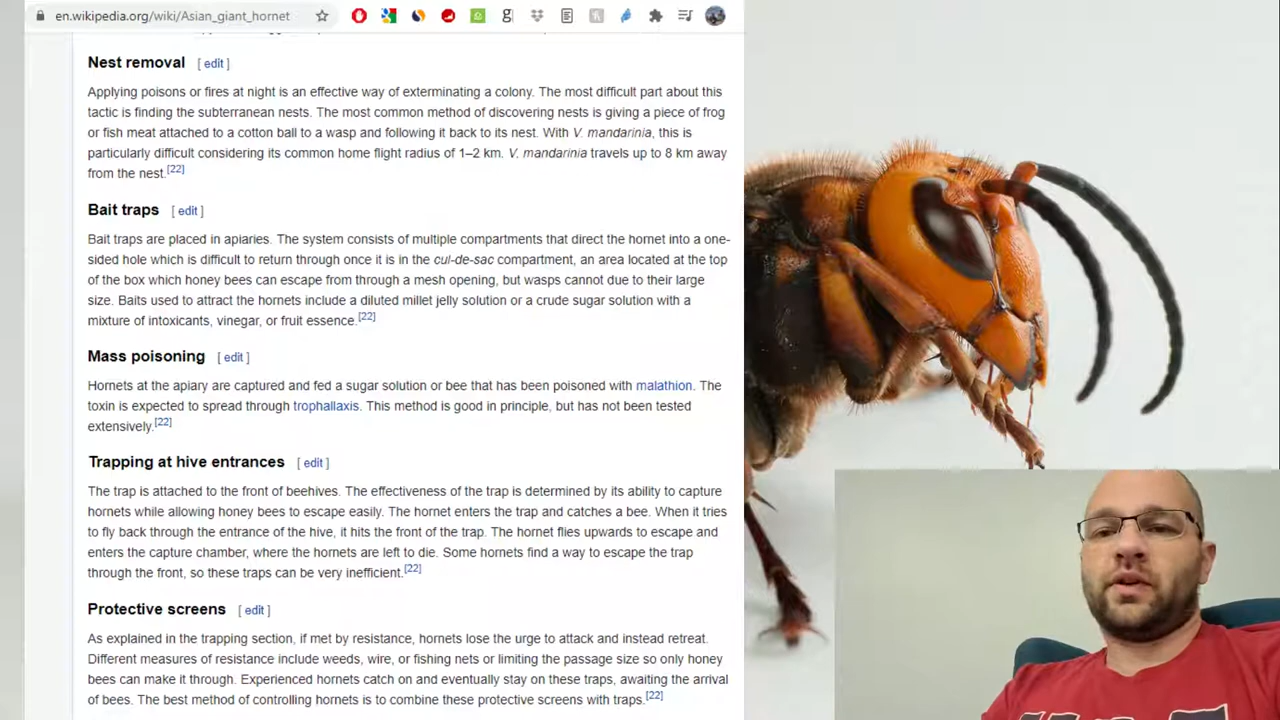 en.wikipedia.org/wiki/Asian_giant_hornet
Nest removal [ edit ]
Applying poisons or fires at night is an effective way of exterminating a colony. The most difficult part about this
tactic is finding the subterranean nests. The most common method of discovering nests is giving a piece of frog
or fish meat attached to a cotton ball to a wasp and following it back to its nest. With V. mandarinia, this is
particularly difficult considering its common home flight radius of 1–2 km. V. mandarinia travels up to 8 km away
from the nest.[22]
Bait traps [ edit ]
Bait traps are placed in apiaries. The system consists of multiple compartments that direct the hornet into a one-
sided hole which is difficult to return through once it is in the cul-de-sac compartment, an area located at the top
of the box which honey bees can escape from through a mesh opening, but wasps cannot due to their large
size. Baits used to attract the hornets include a diluted millet jelly solution or a crude sugar solution with a
mixture of intoxicants, vinegar, or fruit essence.[22]
Mass poisoning [ edit ]
Hornets at the apiary are captured and fed a sugar solution or bee that has been poisoned with malathion. The
toxin is expected to spread through trophallaxis. This method is good in principle, but has not been tested
extensively.[22]
Trapping at hive entrances [ edit ]
The trap is attached to the front of beehives. The effectiveness of the trap is determined by its ability to capture
hornets while allowing honey bees to escape easily. The hornet enters the trap and catches a bee. When it tries
to fly back through the entrance of the hive, it hits the front of the trap. The hornet flies upwards to escape and
enters the capture chamber, where the hornets are left to die. Some hornets find a way to escape the trap
through the front, so these traps can be very inefficient.[22]
Protective screens [ edit ]
As explained in the trapping section, if met by resistance, hornets lose the urge to attack and instead retreat.
Different measures of resistance include weeds, wire, or fishing nets or limiting the passage size so only honey
bees can make it through. Experienced hornets catch on and eventually stay on these traps, awaiting the arrival
of bees. The best method of controlling hornets is to combine these protective screens with traps.[22]